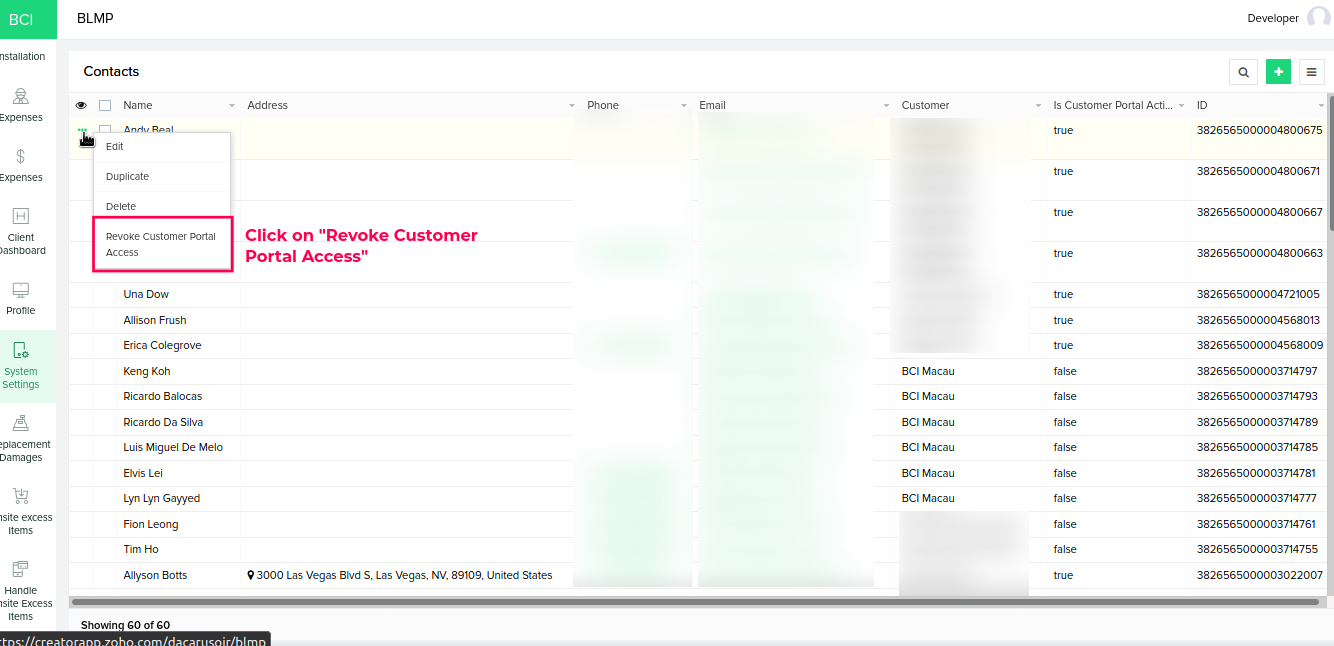 BCI
BLMP
Developer
nstallation
Expenses
Expenses
Client
Dashboard
Profile
System
Settings
eplacement
Damages
nsite excess
Items
Handle
nsite Excess
Items
Contacts
Name Address Phone Email Customer Is Customer Portal Acti... ID
Andy Beal true 3826565000004800675
true 3826565000004800671
true 3826565000004800667
true 3826565000004800663
Edit
Duplicate
Delete
Revoke Customer Portal
Access
Click on "Revoke Customer
Portal Access"
Una Dow true 3826565000004721005
Allison Frush true 3826565000004568013
Erica Colegrove true 3826565000004568009
Keng Koh BCI Macau false 3826565000003714797
Ricardo Balocas BCI Macau false 3826565000003714793
Ricardo Da Silva BCI Macau false 3826565000003714789
Luis Miguel De Melo BCI Macau false 3826565000003714785
Elvis Lei BCI Macau false 3826565000003714781
Lyn Lyn Gayyed BCI Macau false 3826565000003714777
Fion Leong false 3826565000003714761
Tim Ho false 3826565000003714755
Allyson Botts 3000 Las Vegas Blvd S, Las Vegas, NV, 89109, United States true 3826565000003022007
Showing 60 of 60
ttps://creatorapp.zoho.com/dacarusoir/blmp